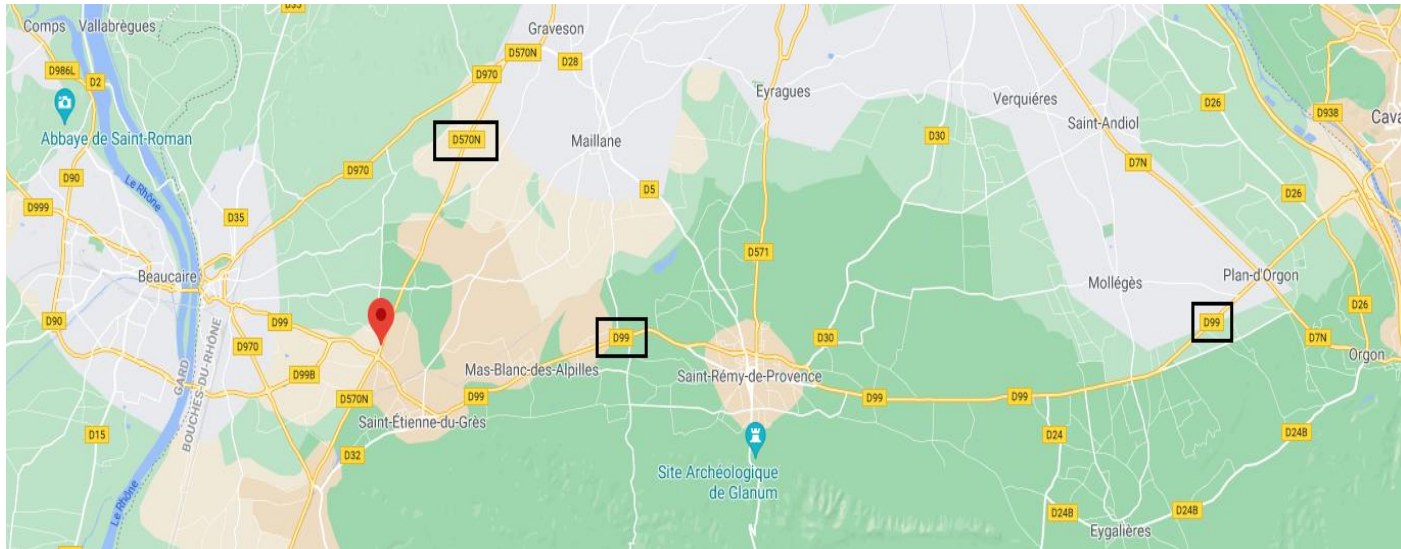 D35
Comps
Vallabrègues
Graveson
D570N
D28
D970
D986L
D2
Abbaye de Saint-Roman
D570N
Maillane
Eyragues
Verquiéres
D26
D938
Saint-Andiol
D30
D7N
D970
D90
D5
D26
Le Rhône
D999
D35
D571
Beaucaire
Mollégès
Plan-d'Orgon
D90
D99
D99
D99
D26
D970
D30
D7N
Orgon
D99B
Mas-Blanc-des-Alpilles
Saint-Rémy-de-Provence
GARD
BOUCHES-DU-RHÔNE
D570N
D99
D99
D99
Saint-Étienne-du-Grès
D15
D32
D24
D24B
Site Archéologique
de Glanum
Le Rhône
D24B
D24B
Eygalières